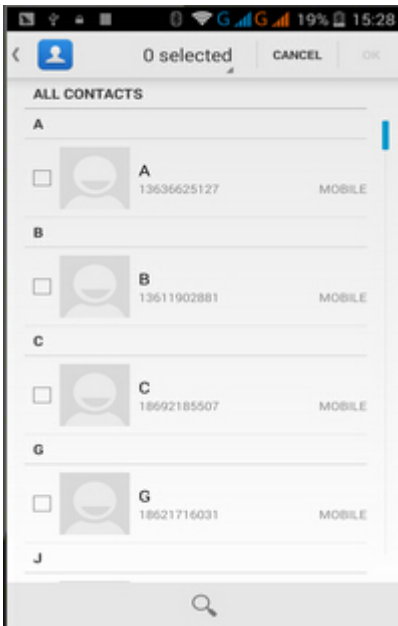 G G 19% 15:28
0 selected CANCEL OK
ALL CONTACTS
A
A
13636625127 MOBILE
B
B
13611902881 MOBILE
C
C
18692185507 MOBILE
G
G
18621716031 MOBILE
J